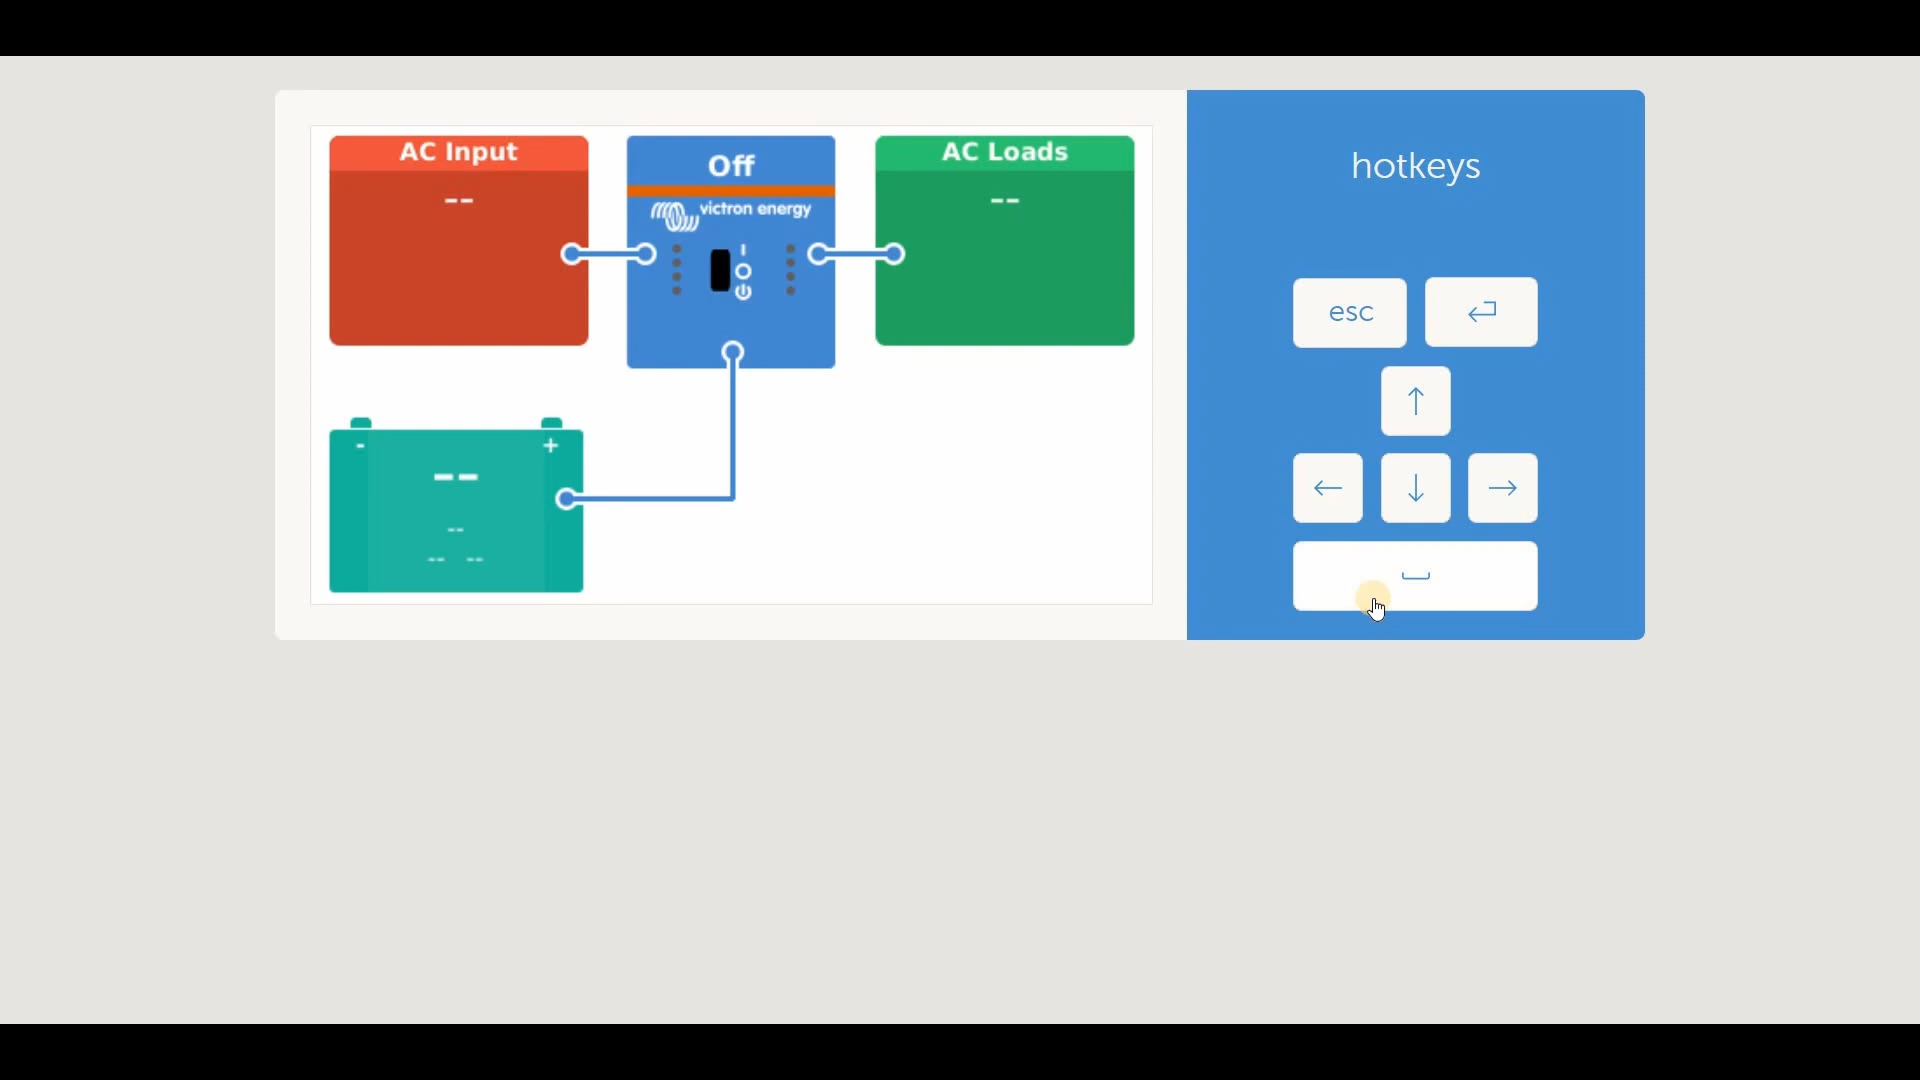 AC Input
--
Off
victron energy
AC Loads
--
- +
--
--
-- --
hotkeys
esc